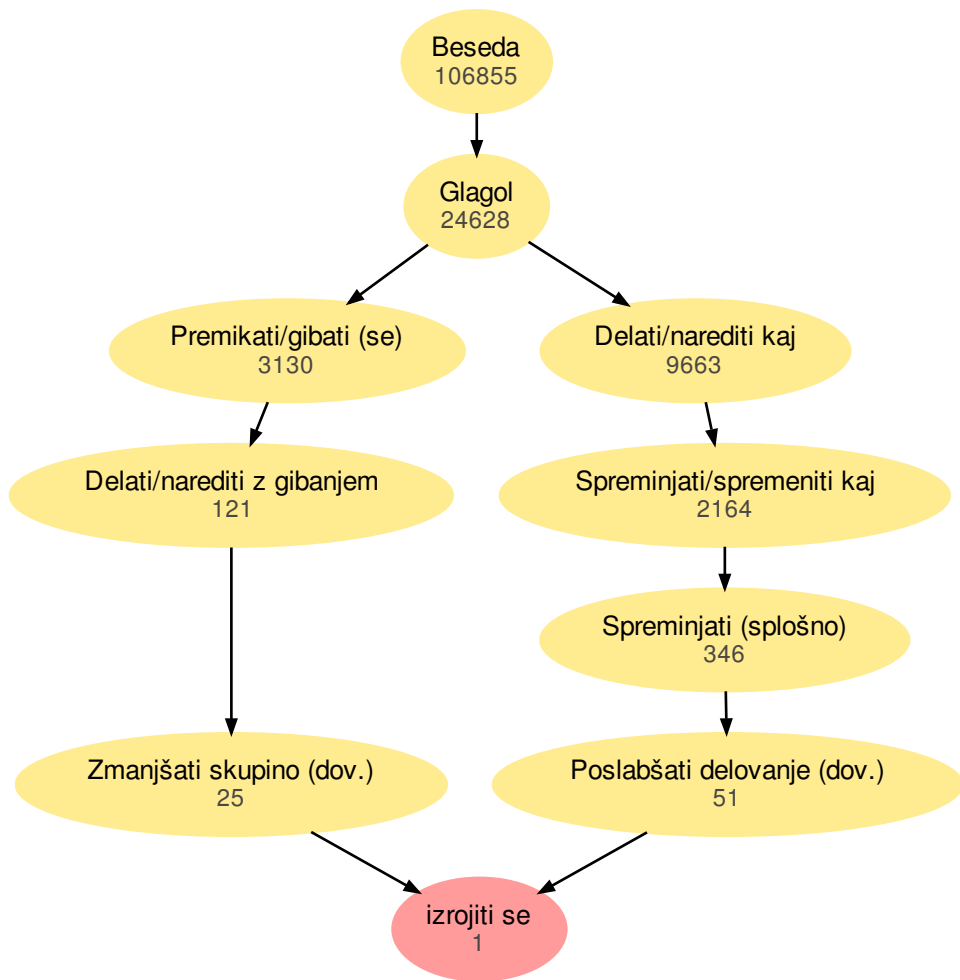 Beseda
106855
Glagol
24628
Premikati/gibati (se)
3130
Delati/narediti kaj
9663
Delati/narediti z gibanjem
121
Spreminjati/spremeniti kaj
2164
Spreminjati (splošno)
346
Zmanjšati skupino (dov.)
25
Poslabšati delovanje (dov.)
51
izrojiti se
1